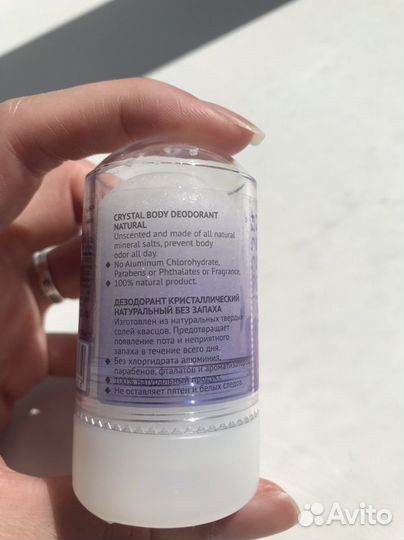 CRYSTAL BODY DEODORANT
NATURAL
Unscented and made of all natural
mineral salts, prevent body
odor all day.
◆ No Aluminum Chlorohydrate,
Parabens or Phthalates or Fragrance.
◆ 100% natural product.
ДЕЗОДОРАНТ КРИСТАЛЛИЧЕСКИЙ
НАТУРАЛЬНЫЙ БЕЗ ЗАПАХА
Изготовлен из натуральных твердых
солей квасцов. Предотвращает
появление пота и неприятного
запаха в течение всего дня.
◆ Без хлоргидрата алюминия,
парабенов, фталатов и
◆ 100% натуральный продукт.
◆ Не оставляет пятен и белых следов.
Avito